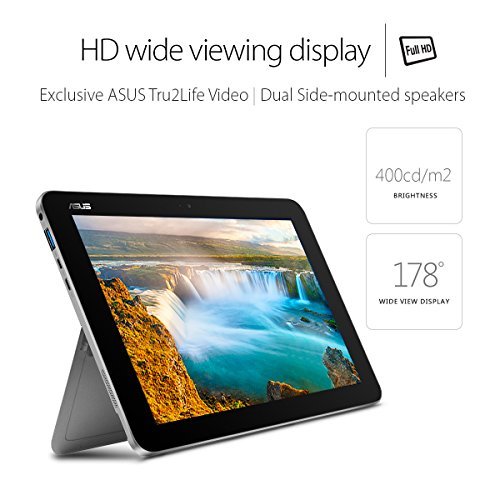 HD wide viewing display | Full HD
Exclusive ASUS Tru2Life Video | Dual Side-mounted speakers
400cd/m2
BRIGHTNESS
178°
WIDE VIEW DISPLAY
ASUS